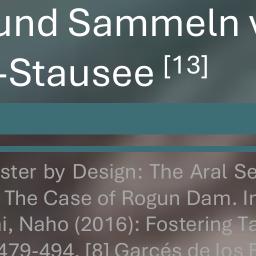 und Sammeln
-Stausee [13]
ster by Design: The Aral Se
The Case of Rogun Dam. In
i, Naho (2016): Fostering Ta
479-494. [8] Garcés de los F